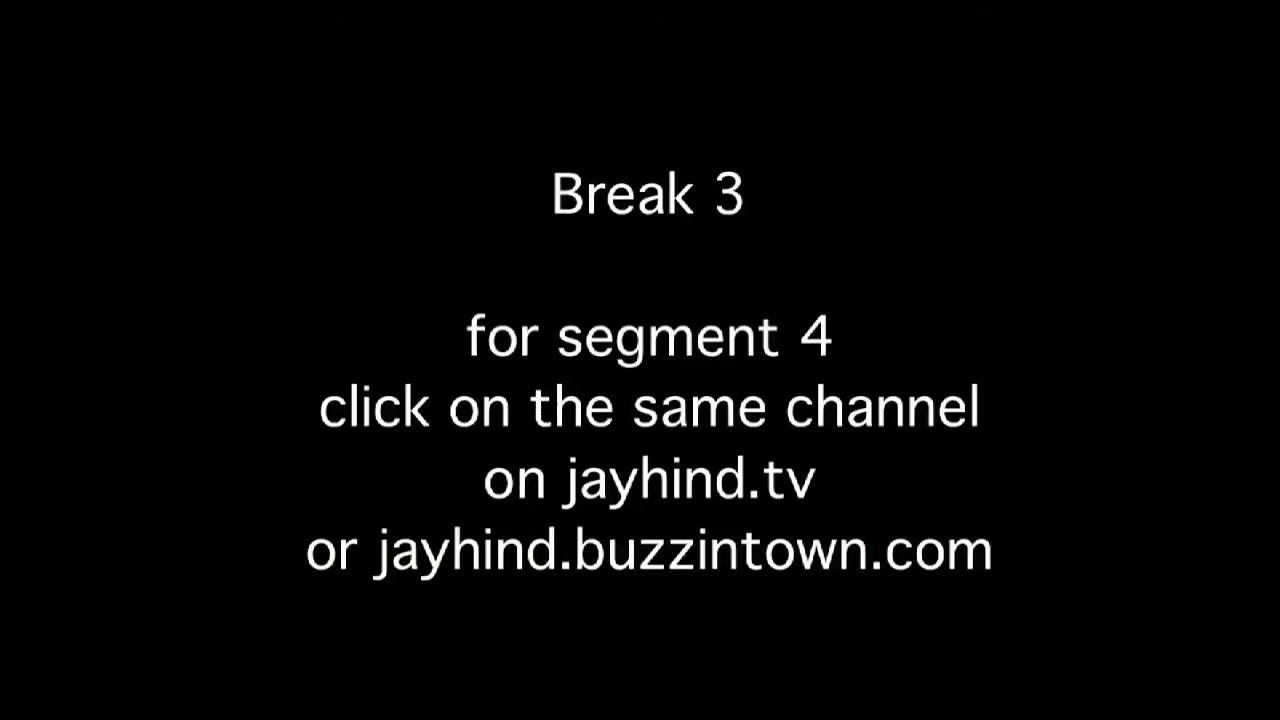 Break 3
for segment 4
click on the same channel
on jayhind.tv
or jayhind.buzzintown.com